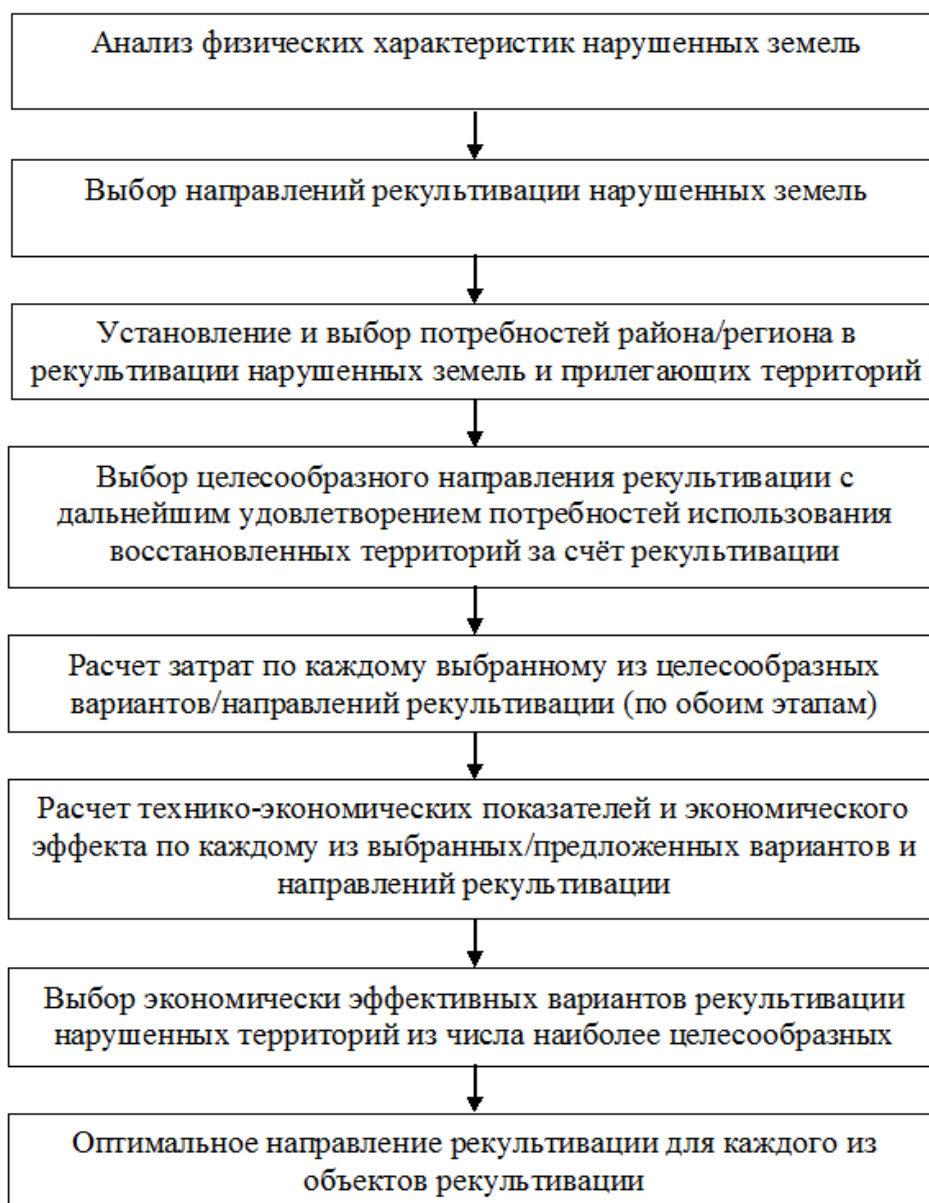 Анализ физических характеристик нарушенных земель
Выбор направлений рекультивации нарушенных земель
Установление и выбор потребностей района/региона в
рекультивации нарушенных земель и прилегающих территорий
Выбор целесообразного направления рекультивации с
дальнейшим удовлетворением потребностей использования
восстановленных территорий за счёт рекультивации
Расчет затрат по каждому выбранному из целесообразных
вариантов/направлений рекультивации (по обоим этапам)
Расчет технико-экономических показателей и экономического
эффекта по каждому из выбранных/предложенных вариантов и
направлений рекультивации
Выбор экономически эффективных вариантов рекультивации
нарушенных территорий из числа наиболее целесообразных
Оптимальное направление рекультивации для каждого из
объектов рекультивации